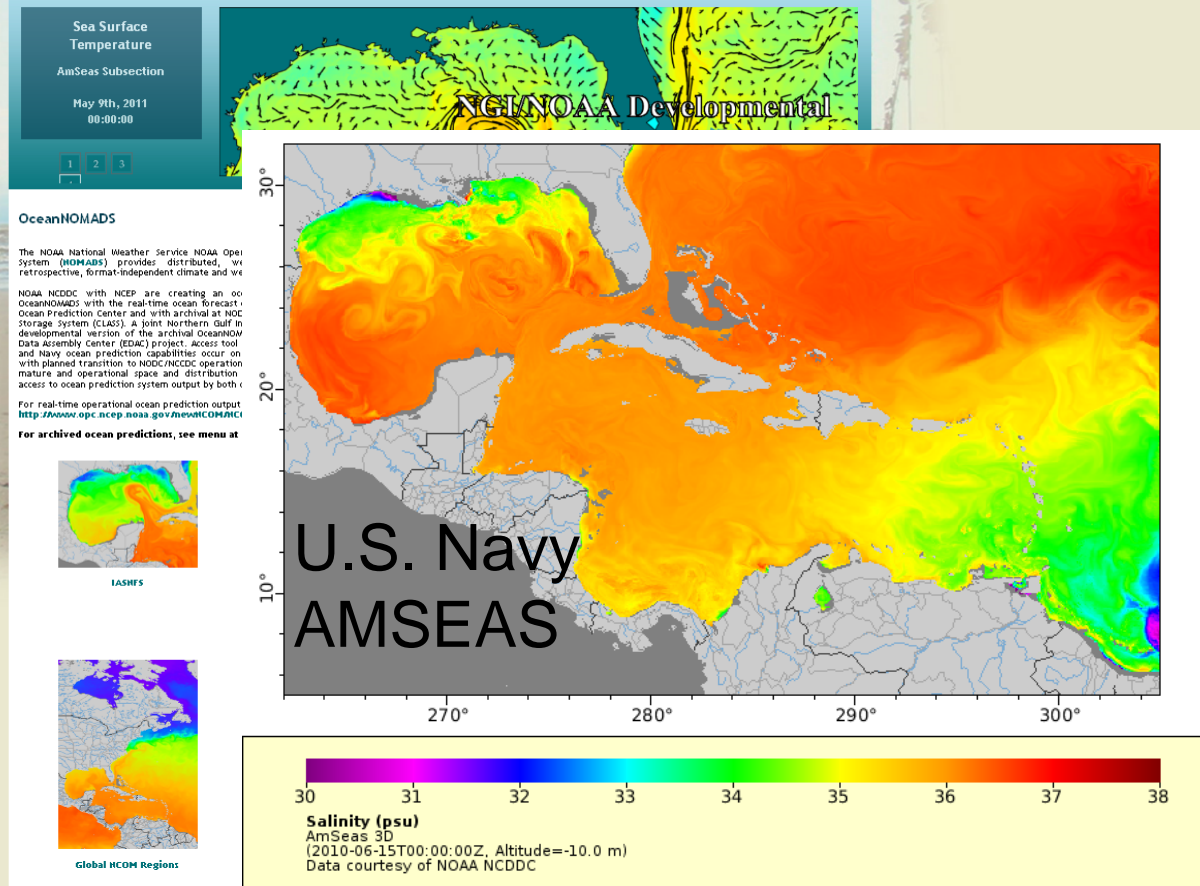 Sea Surface
Temperature
AmSeas Subsection
May 9th, 2011
00:00:00
1 2 3
NGI/NOAA Developmental
OceanNOMADS
The NOAA National Weather Service NOAA Oper
System (NOMADS) provides distributed, we
retrospective, format-independent climate and we
NOAA NCDDC with NCEP are creating an oc
OceanNOMADS with the real-time ocean forecast
Ocean Prediction Center and with archival at NOD
Storage System (CLASS). A joint Northern Gulf In
developmental version of the archival OceanNOM
Data Assembly Center (EDAC) project. Access tool
and Navy ocean prediction capabilities occur on
with planned transition to NODC/NCDDC operation
mature and operational space and distribution
access to ocean prediction system output by both
For real-time operational ocean prediction output
http://www.opc.ncep.noaa.gov/newNCOM/NC
For archived ocean predictions, see menu at
IASNFS
Global NCOM Regions
30°
20°
10°
U.S. Navy
AMSEAS
270° 280° 290° 300°
30 31 32 33 34 35 36 37 38
Salinity (psu)
AmSeas 3D
(2010-06-15T00:00:00Z, Altitude=-10.0 m)
Data courtesy of NOAA NCDDC